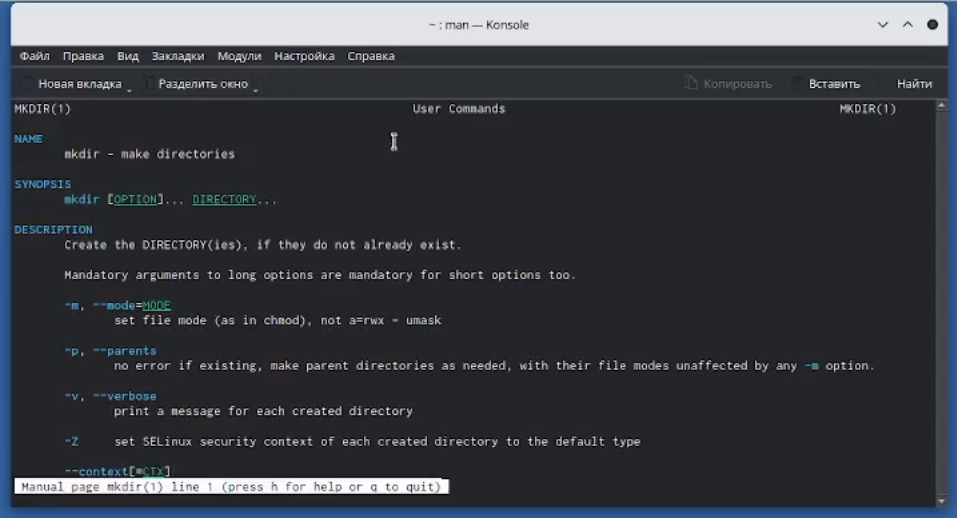 ~ : man — Konsole
Файл Правка Вид Закладки Модули Настройка Справка
Новая вкладка Разделить окно Копировать Вставить Найти
MKDIR(1) User Commands MKDIR(1)
NAME
mkdir - make directories
SYNOPSIS
mkdir [OPTION]... DIRECTORY...
DESCRIPTION
Create the DIRECTORY(ies), if they do not already exist.
Mandatory arguments to long options are mandatory for short options too.
-m, --mode=MODE
set file mode (as in chmod), not a=rwx - umask
-p, --parents
no error if existing, make parent directories as needed, with their file modes unaffected by any -m option.
-v, --verbose
print a message for each created directory
-Z set SELinux security context of each created directory to the default type
--context[=CTX]
Manual page mkdir(1) line 1 (press h for help or q to quit)